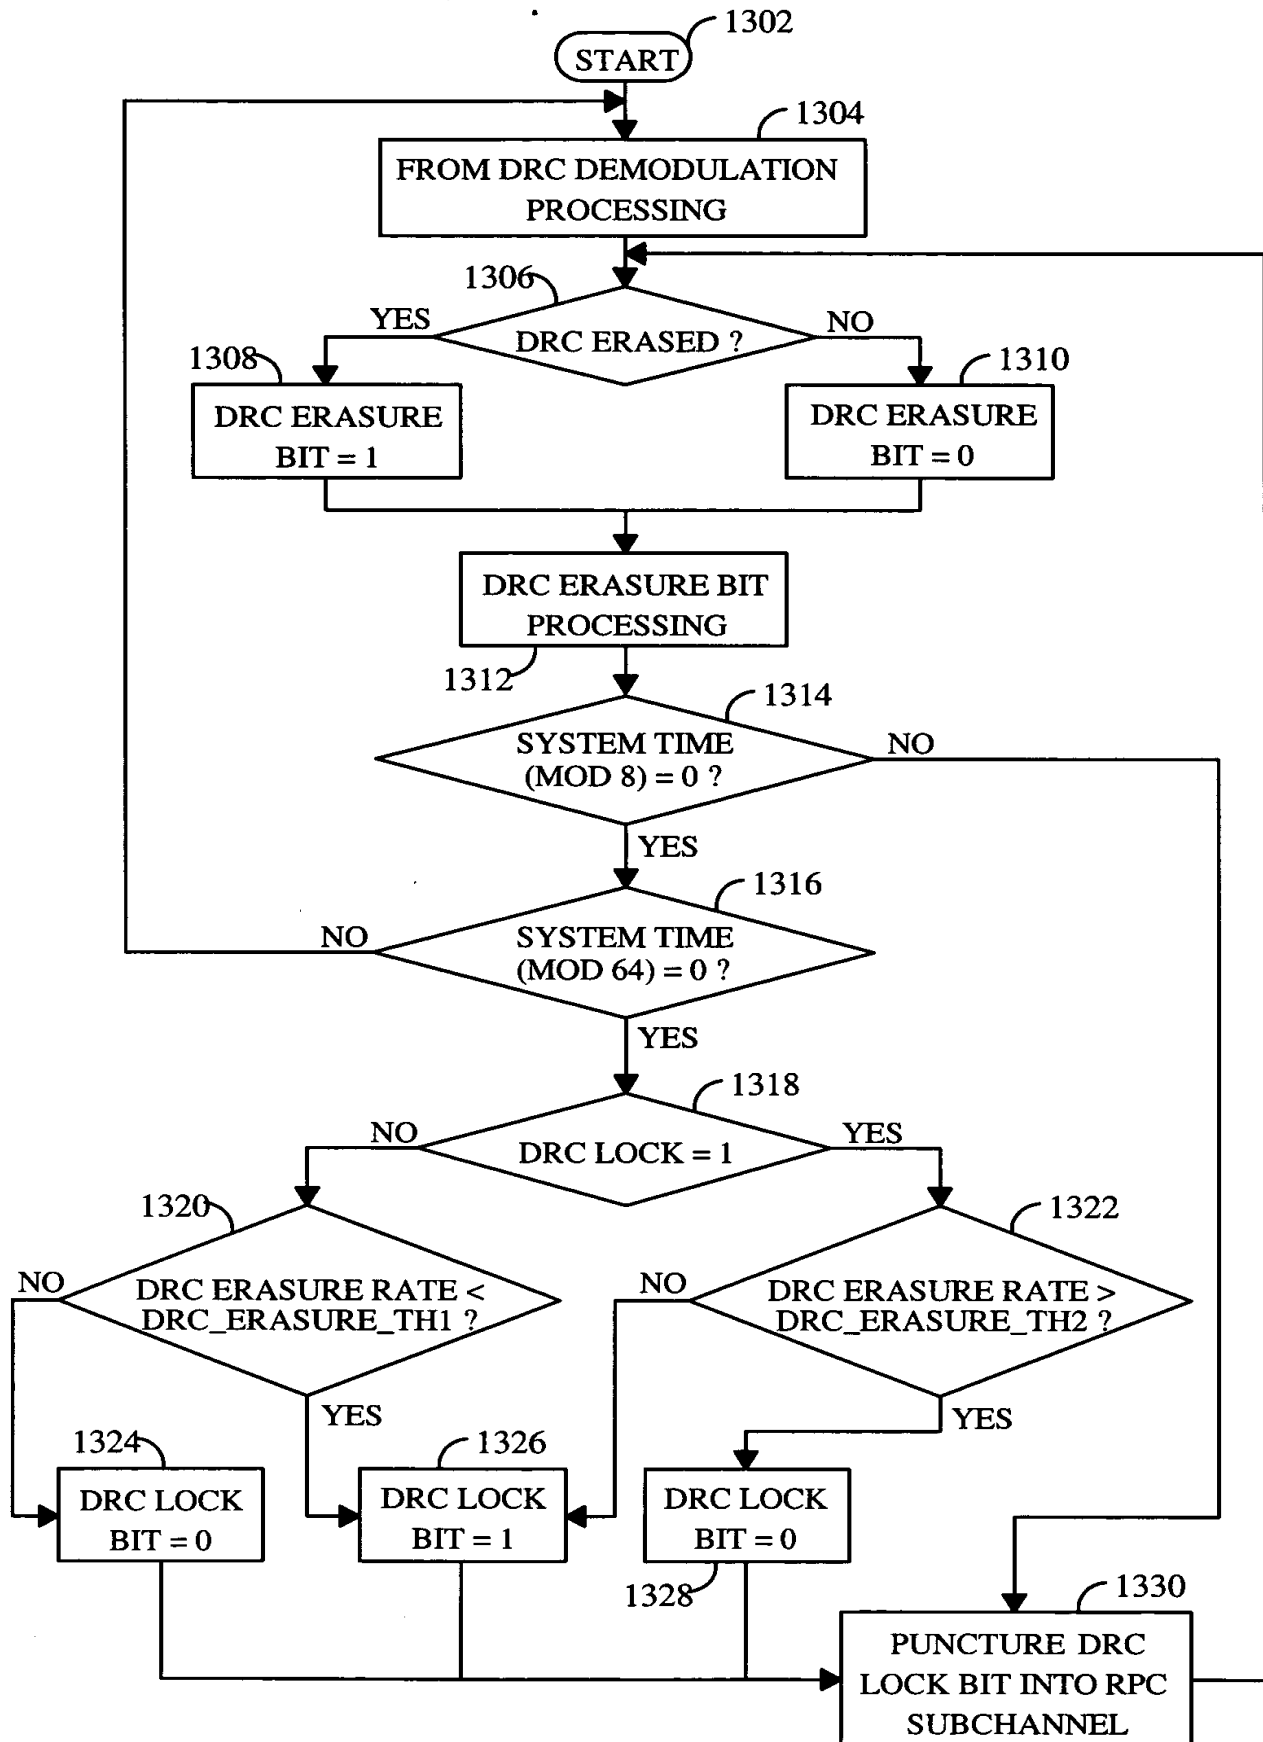 1302
START
1304
FROM DRC DEMODULATION
PROCESSING
1306
YES
DRC ERASED ?
NO
1308
1310
DRC ERASURE
BIT = 1
DRC ERASURE
BIT = 0
DRC ERASURE BIT
PROCESSING
1312
1314
SYSTEM TIME
(MOD 8) = 0 ?
NO
YES
1316
NO
SYSTEM TIME
(MOD 64) = 0 ?
YES
1318
NO
DRC LOCK = 1
YES
1320
1322
NO
DRC ERASURE RATE <
DRC_ERASURE_TH1 ?
NO
DRC ERASURE RATE >
DRC_ERASURE_TH2 ?
YES
YES
1324
1326
DRC LOCK
BIT = 0
DRC LOCK
BIT = 1
DRC LOCK
BIT = 0
1328
1330
PUNCTURE DRC
LOCK BIT INTO RPC
SUBCHANNEL